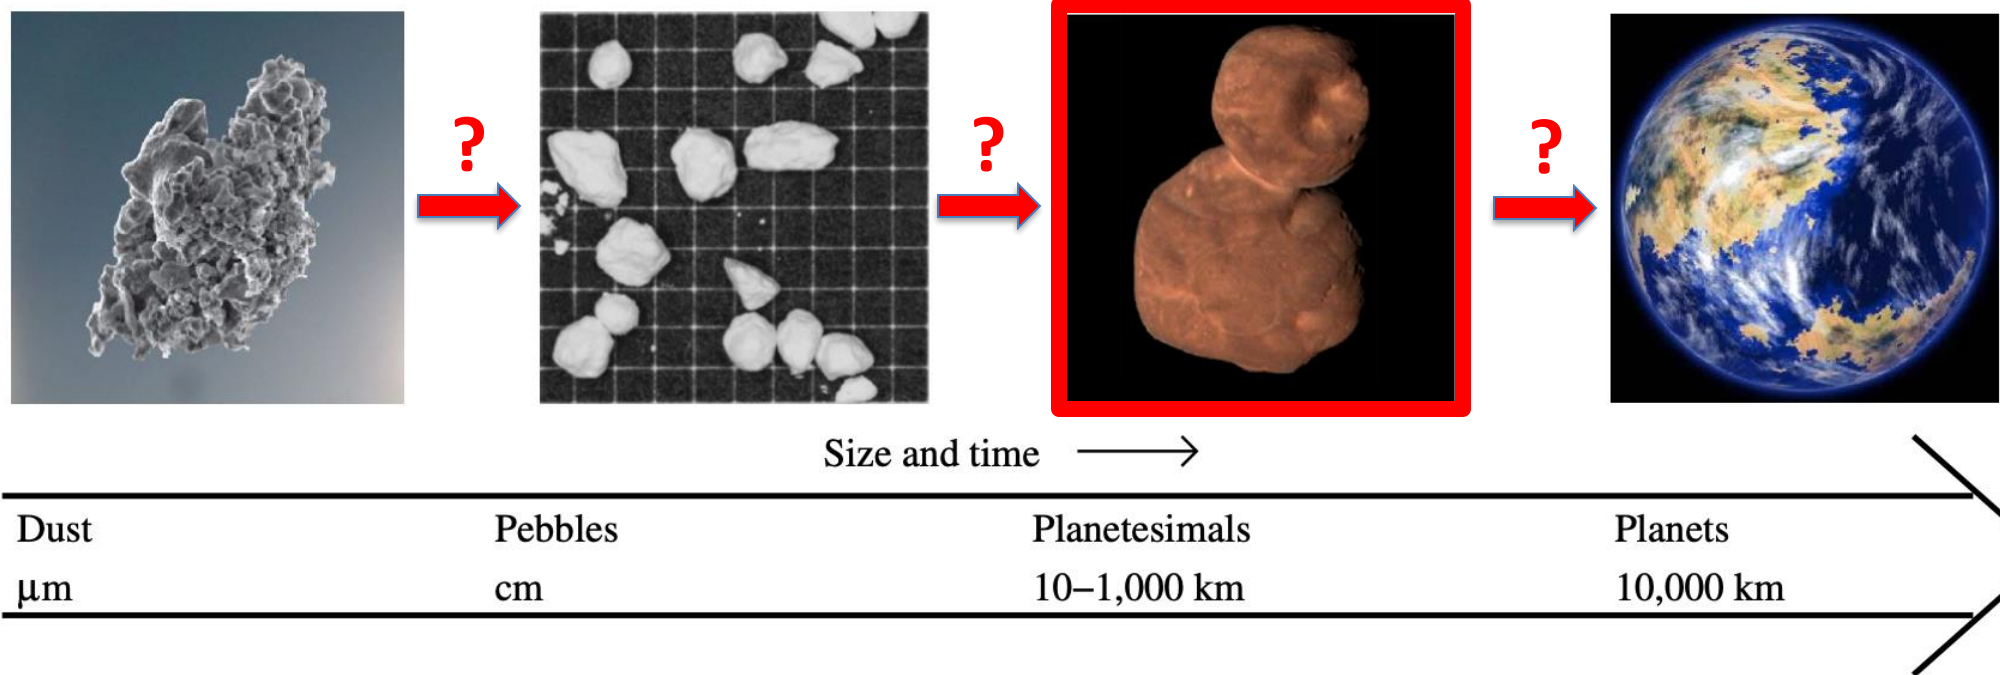 ? ? ?
Size and time
Dust Pebbles Planetesimals Planets
μm cm 10–1,000 km 10,000 km